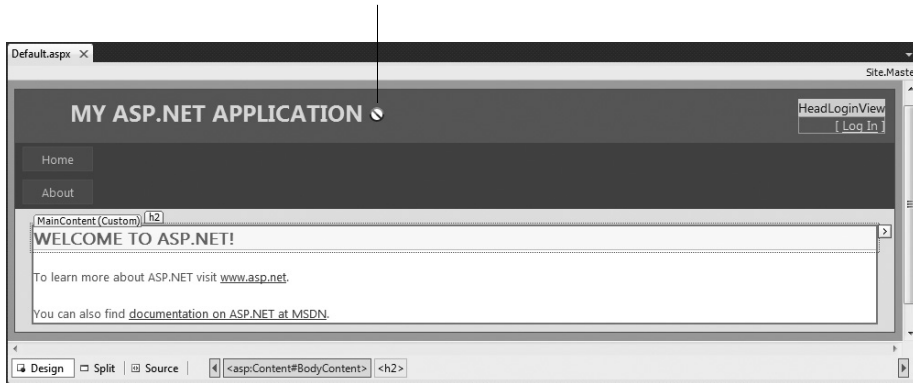 Default.aspx
Site.Maste
MY ASP.NET APPLICATION
HeadLoginView
[ Log In ]
Home
About
MainContent (Custom) h2
WELCOME TO ASP.NET!
To learn more about ASP.NET visit www.asp.net.
You can also find documentation on ASP.NET at MSDN.
Design Split Source <asp:Content#BodyContent> <h2>